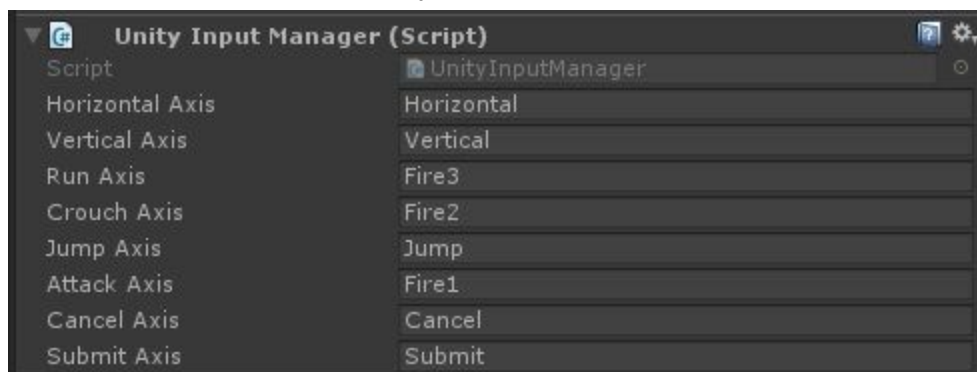 Unity Input Manager (Script)
Script UnityInputManager
Horizontal Axis Horizontal
Vertical Axis Vertical
Run Axis Fire3
Crouch Axis Fire2
Jump Axis Jump
Attack Axis Fire1
Cancel Axis Cancel
Submit Axis Submit